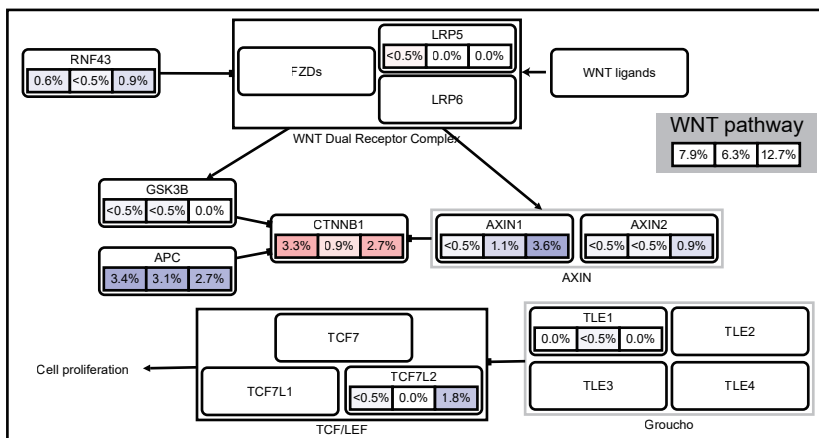 LRP5
RNF43
<0.5% 0.0% 0.0%
FZDs
WNT ligands
0.6% <0.5% 0.9%
LRP6
WNT Dual Receptor Complex
WNT pathway
7.9% 6.3% 12.7%
GSK3B
<0.5% <0.5% 0.0%
CTNNB1
3.3% 0.9% 2.7%
AXIN1
<0.5% 1.1% 3.6%
AXIN2
<0.5% <0.5% 0.9%
APC
3.4% 3.1% 2.7%
AXIN
TLE1
0.0% <0.5% 0.0%
TLE2
TCF7
Cell proliferation
TCF7L1
TCF7L2
<0.5% 0.0% 1.8%
TLE3
TLE4
TCF/LEF
Groucho